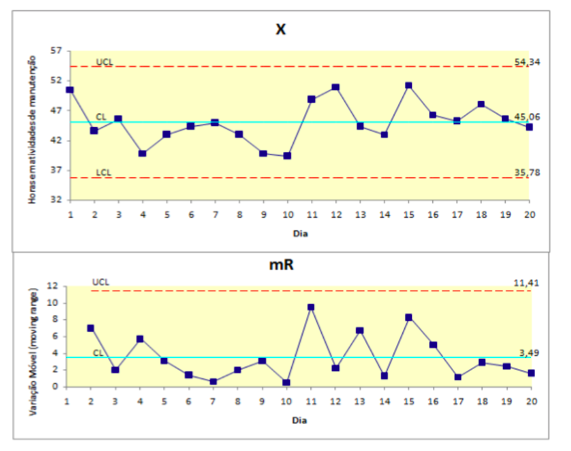 X
57
52
47
42
37
32
UCL
54,34
CL
45,06
LCL
35,78
Horas em atividades de manutenção
1 2 3 4 5 6 7 8 9 10 11 12 13 14 15 16 17 18 19 20
Dia
mR
12
10
8
6
4
2
0
UCL
11,41
CL
3,49
Variação Móvel (moving range)
1 2 3 4 5 6 7 8 9 10 11 12 13 14 15 16 17 18 19 20
Dia